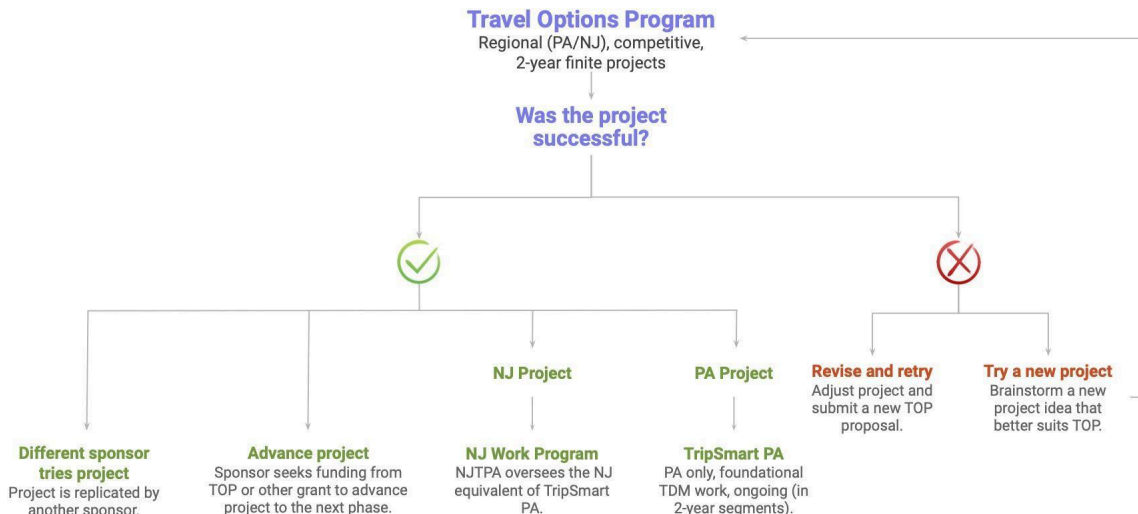 Travel Options Program
Regional (PA/NJ), competitive,
2-year finite projects
Was the project
successful?
NJ Project
PA Project
Revise and retry
Adjust project and
submit a new TOP
proposal.
Try a new project
Brainstorm a new
project idea that
better suits TOP.
Different sponsor
tries project
Project is replicated by
another sponsor.
Advance project
Sponsor seeks funding from
TOP or other grant to advance
project to the next phase.
NJ Work Program
NJTPA oversees the NJ
equivalent of TripSmart
PA.
TripSmart PA
PA only, foundational
TDM work, ongoing (in
2-year segments).